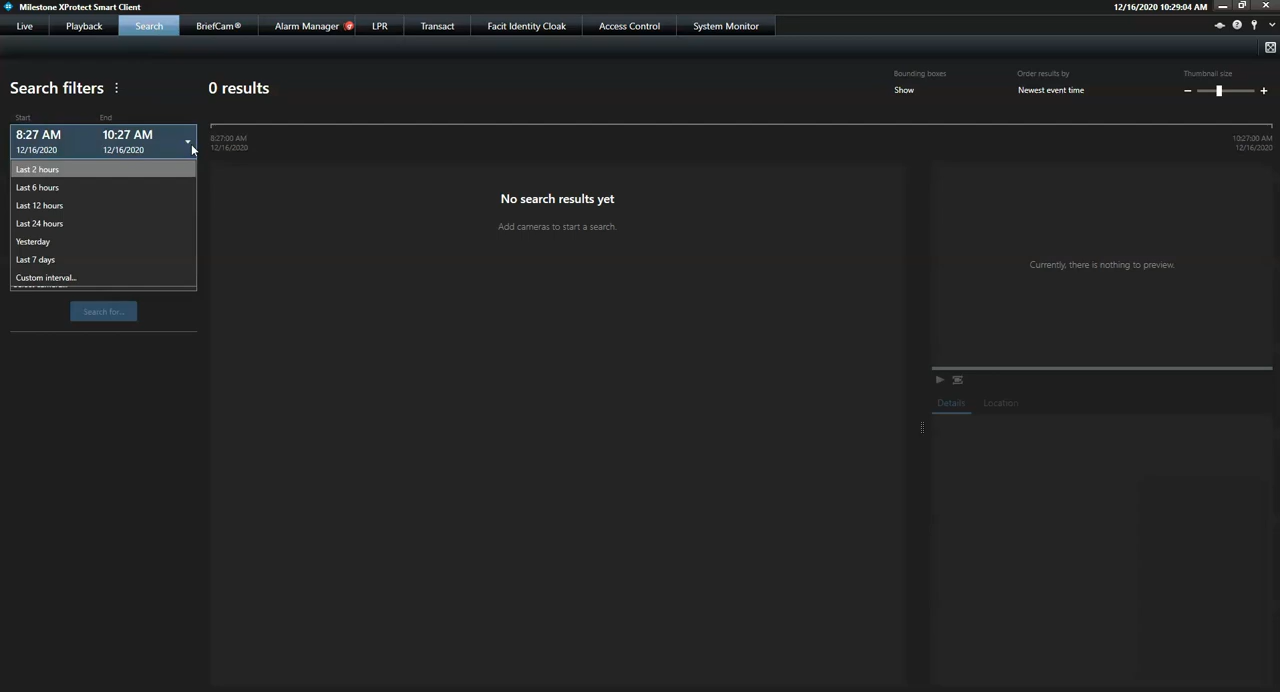 Milestone XProtect Smart Client
12/16/2020 10:29:04 AM
Live
Playback
Search
BriefCam®
Alarm Manager
LPR
Transact
Facit Identity Cloak
Access Control
System Monitor
Search filters
0 results
Bounding boxes
Show
Order results by
Newest event time
Thumbnail size
Start
End
8:27 AM
12/16/2020
10:27 AM
12/16/2020
8:27:00 AM
12/16/2020
10:27:00 AM
12/16/2020
Last 2 hours
Last 6 hours
Last 12 hours
Last 24 hours
Yesterday
Last 7 days
Custom interval...
Search for...
No search results yet
Add cameras to start a search.
Currently, there is nothing to preview.
Details
Location